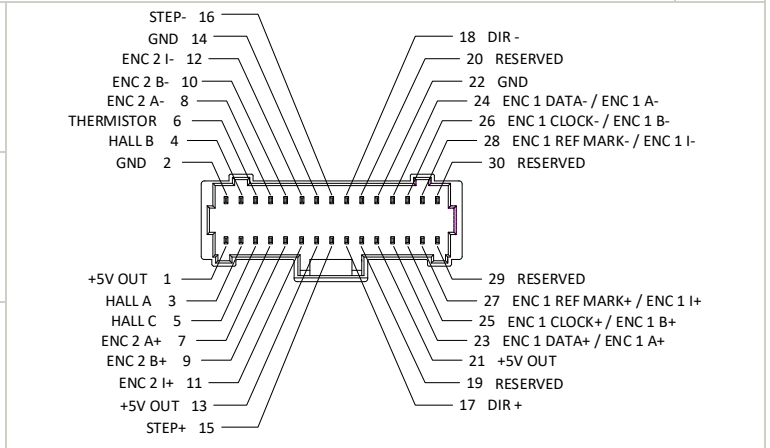 STEP- 16
GND 14
ENC 2 I- 12
ENC 2 B- 10
ENC 2 A- 8
THERMISTOR 6
HALL B 4
GND 2
18 DIR -
20 RESERVED
22 GND
24 ENC 1 DATA- / ENC 1 A-
26 ENC 1 CLOCK- / ENC 1 B-
28 ENC 1 REF MARK- / ENC 1 I-
30 RESERVED
+5V OUT 1
HALL A 3
HALL C 5
ENC 2 A+ 7
ENC 2 B+ 9
ENC 2 I+ 11
+5V OUT 13
STEP+ 15
29 RESERVED
27 ENC 1 REF MARK+ / ENC 1 I+
25 ENC 1 CLOCK+ / ENC 1 B+
23 ENC 1 DATA+ / ENC 1 A+
21 +5V OUT
19 RESERVED
17 DIR +